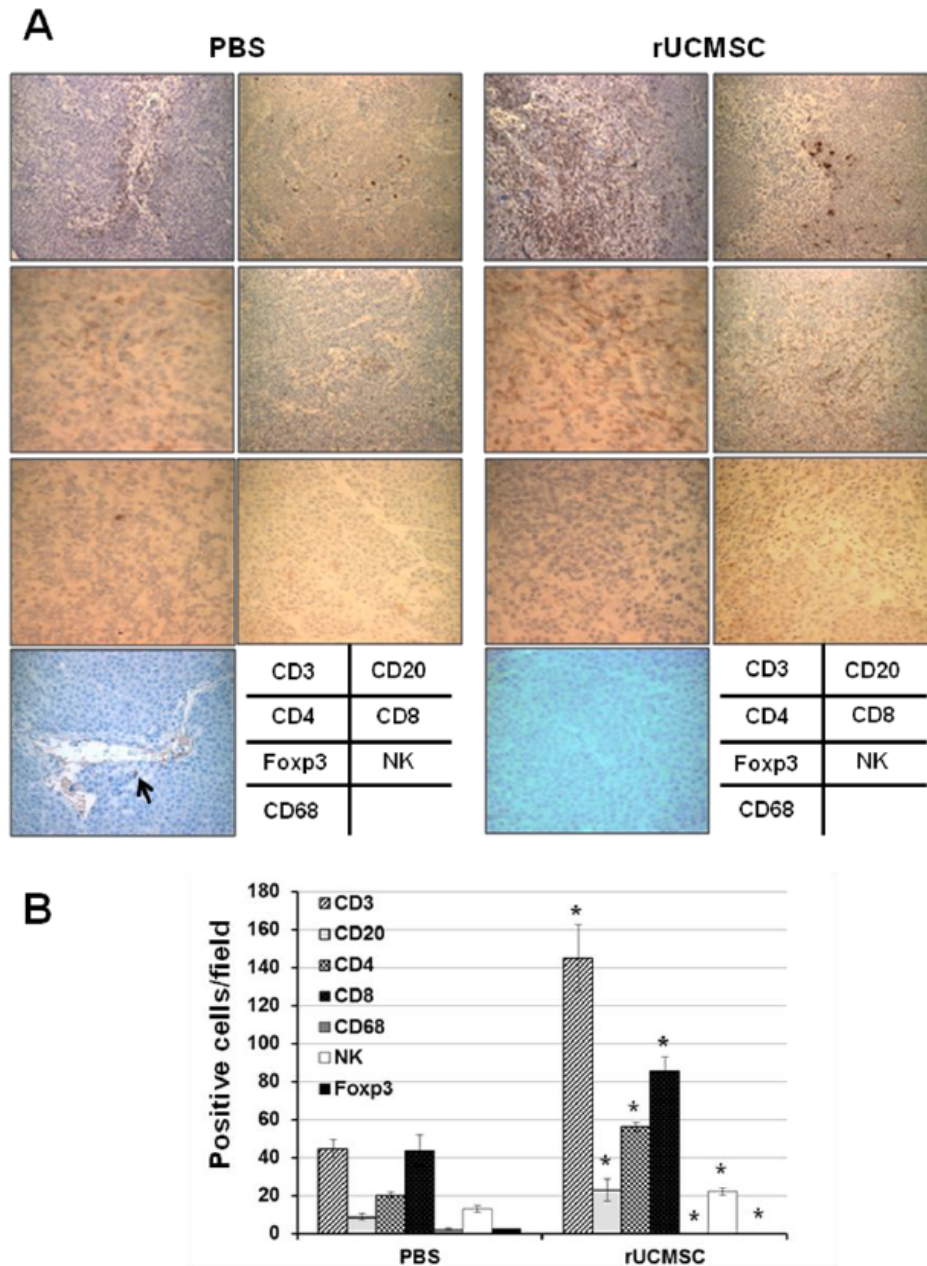 A
PBS
rUCMSC
CD3 CD20
CD4 CD8
Foxp3 NK
CD68
CD3 CD20
CD4 CD8
Foxp3 NK
CD68
B
Positive cells/field
180
160
140
120
100
80
60
40
20
0
CD3
CD20
CD4
CD8
CD68
NK
Foxp3
*
*
*
*
*
*
*
PBS
rUCMSC